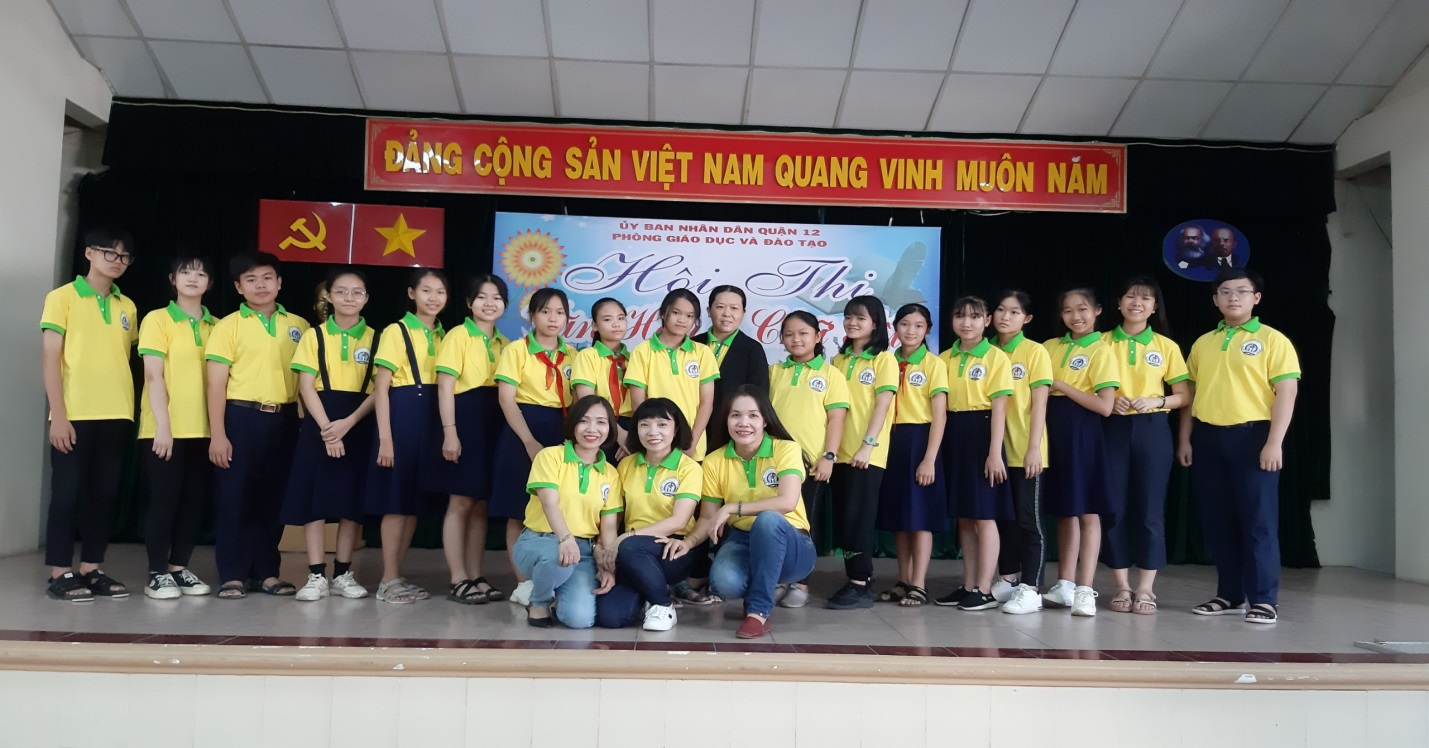 ĐẢNG CỘNG SẢN VIỆT NAM QUANG VINH MUÔN NĂM
ỦY BAN NHÂN DÂN QUẬN 12
PHÒNG GIÁO DỤC VÀ ĐÀO TẠO
Hội Thi